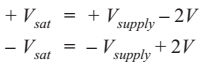 + V_sat = + V_supply − 2V
− V_sat = − V_supply + 2V